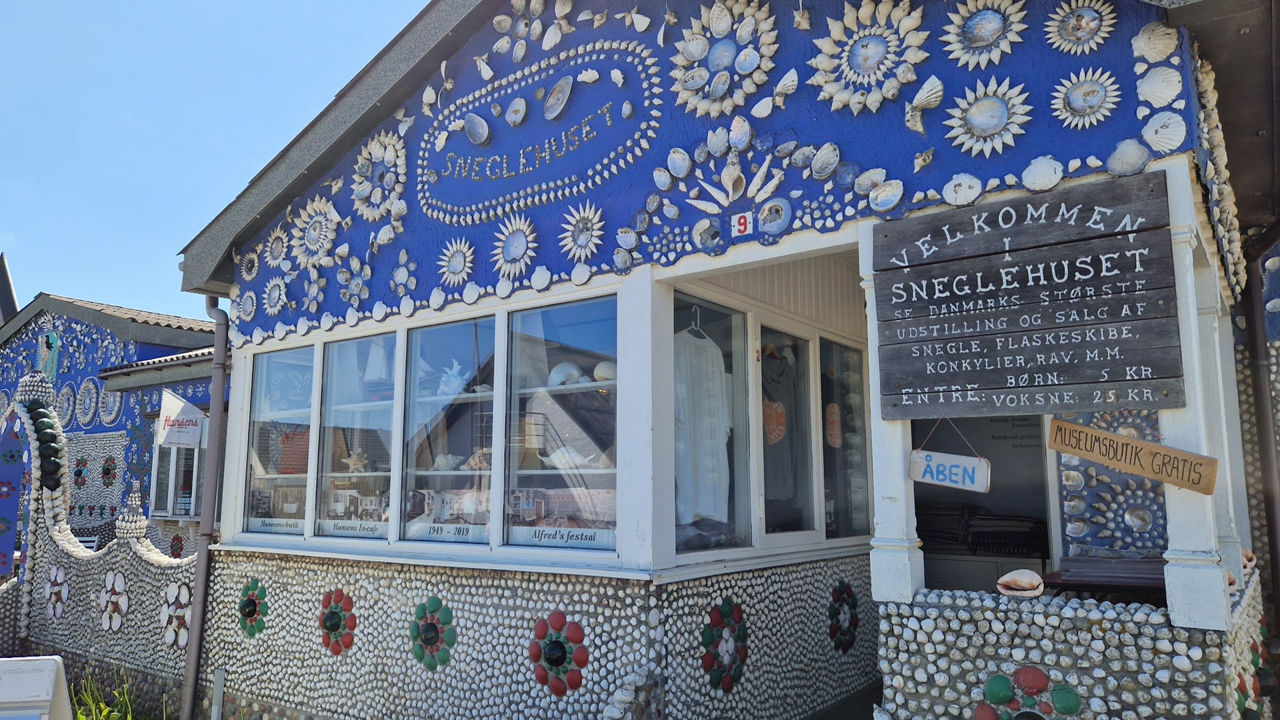 SNEGLEHUSET
9
VELKOMMEN
I
SNEGLEHUSET
SE DANMARKS STØRSTE
UDSTILLING OG SALG AF
SNEGLE, FLASKESKIBE,
KONKYLIER, RAV, M.M.
ENTRE: BØRN: 5 KR.
VOKSNE: 25 KR.
ÅBEN
MUSEUMSBUTIK GRATIS
Hansens
Museums-butik
Hansens Is-cafe
1949 - 2019
Alfred's festsal